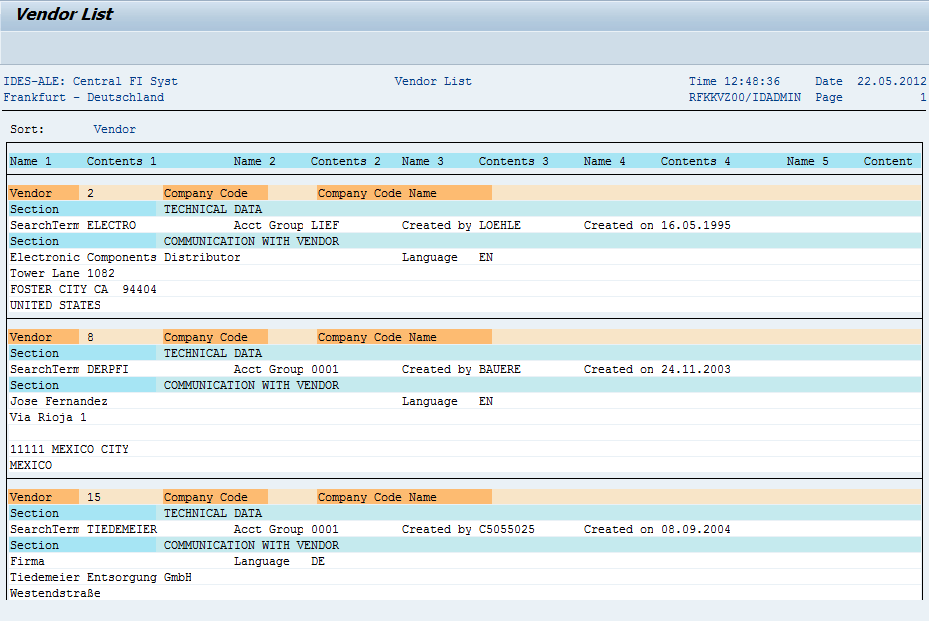 Vendor List
IDES-ALE: Central FI Syst Vendor List Time 12:48:36 Date 22.05.2012
Frankfurt - Deutschland RFKKVZ00/IDADMIN Page 1
Sort: Vendor
Name 1 Contents 1 Name 2 Contents 2 Name 3 Contents 3 Name 4 Contents 4 Name 5 Content
Vendor 2 Company Code Company Code Name
Section TECHNICAL DATA
SearchTerm ELECTRO Acct Group LIEF Created by LOEHLE Created on 16.05.1995
Section COMMUNICATION WITH VENDOR
Electronic Components Distributor Language EN
Tower Lane 1082
FOSTER CITY CA 94404
UNITED STATES
Vendor 8 Company Code Company Code Name
Section TECHNICAL DATA
SearchTerm DERPFI Acct Group 0001 Created by BAUERE Created on 24.11.2003
Section COMMUNICATION WITH VENDOR
Jose Fernandez Language EN
Via Rioja 1
11111 MEXICO CITY
MEXICO
Vendor 15 Company Code Company Code Name
Section TECHNICAL DATA
SearchTerm TIEDEMEIER Acct Group 0001 Created by C5055025 Created on 08.09.2004
Section COMMUNICATION WITH VENDOR
Firma Language DE
Tiedemeier Entsorgung GmbH
Westendstraße